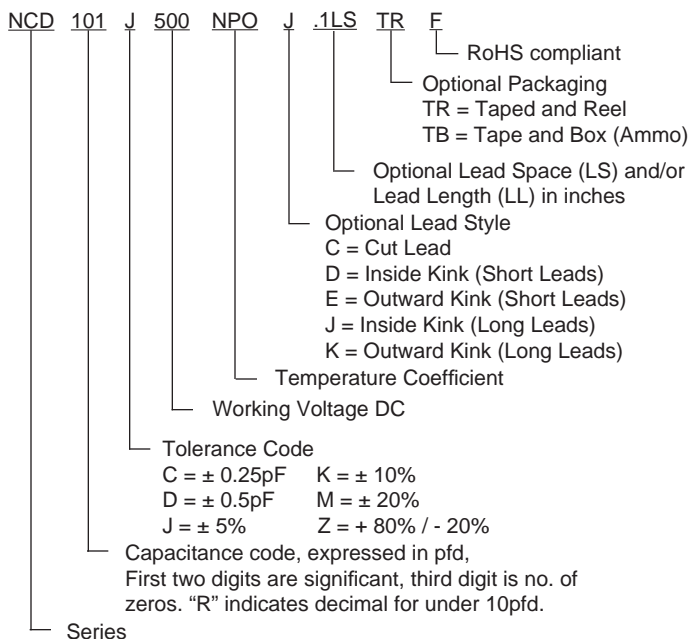 NCD 101 J 500 NPO J .1LS TR F
RoHS compliant
Optional Packaging
TR = Taped and Reel
TB = Tape and Box (Ammo)
Optional Lead Space (LS) and/or
Lead Length (LL) in inches
Optional Lead Style
C = Cut Lead
D = Inside Kink (Short Leads)
E = Outward Kink (Short Leads)
J = Inside Kink (Long Leads)
K = Outward Kink (Long Leads)
Temperature Coefficient
Working Voltage DC
Tolerance Code
C = ± 0.25pF K = ± 10%
D = ± 0.5pF M = ± 20%
J = ± 5% Z = + 80% / - 20%
Capacitance code, expressed in pfd,
First two digits are significant, third digit is no. of
zeros. “R” indicates decimal for under 10pfd.
Series